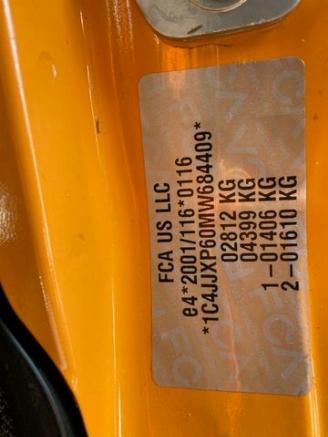 FCA US LLC
e4*2001/116*0116
*1C4JJXP60MW684409*
02812 KG
04399 KG
1-01406 KG
2-01610 KG